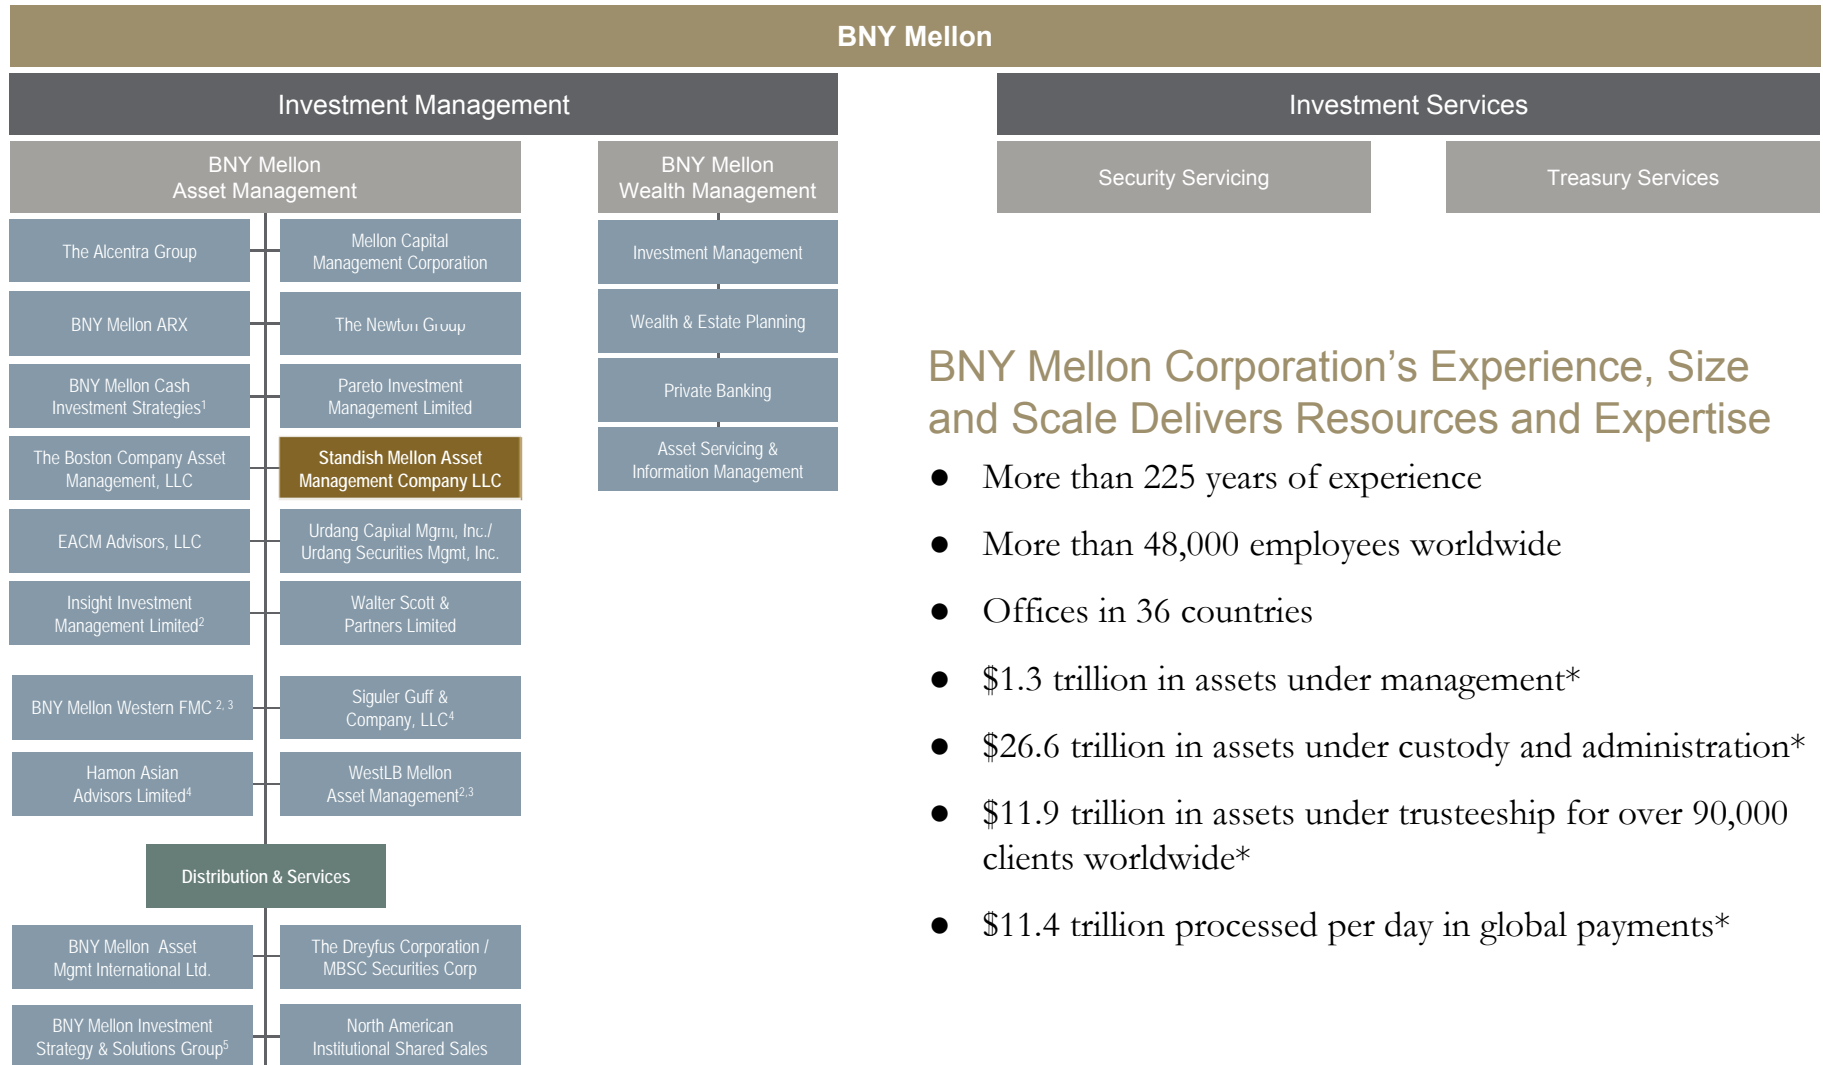 BNY Mellon
Investment Management
Investment Services
BNY Mellon
Asset Management
BNY Mellon
Wealth Management
Security Servicing
Treasury Services
The Alcentra Group
Mellon Capital
Management Corporation
BNY Mellon ARX
The Newton Group
BNY Mellon Cash
Investment Strategies1
Pareto Investment
Management Limited
The Boston Company Asset
Management, LLC
Standish Mellon Asset
Management Company LLC
EACM Advisors, LLC
Urdang Capital Mgmt, Inc./
Urdang Securities Mgmt, Inc.
Insight Investment
Management Limited2
Walter Scott &
Partners Limited
BNY Mellon Western FMC 2, 3
Siguler Guff &
Company, LLC4
Hamon Asian
Advisors Limited4
WestLB Mellon
Asset Management2,3
Distribution & Services
BNY Mellon Asset
Mgmt International Ltd.
The Dreyfus Corporation /
MBSC Securities Corp
BNY Mellon Investment
Strategy & Solutions Group5
North American
Institutional Shared Sales
Investment Management
Wealth & Estate Planning
Private Banking
Asset Servicing &
Information Management
BNY Mellon Corporation’s Experience, Size
and Scale Delivers Resources and Expertise
● More than 225 years of experience
● More than 48,000 employees worldwide
● Offices in 36 countries
● $1.3 trillion in assets under management*
● $26.6 trillion in assets under custody and administration*
● $11.9 trillion in assets under trusteeship for over 90,000
clients worldwide*
● $11.4 trillion processed per day in global payments*